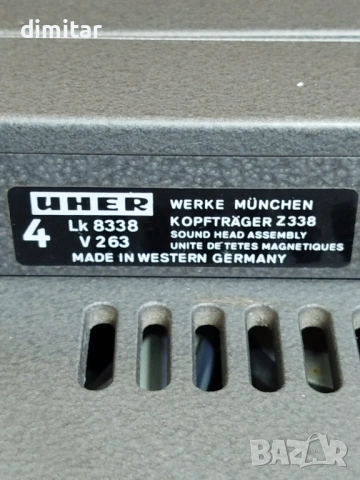 dimitar
UHER WERKE MÜNCHEN
4 Lk 8338 KOPFTRÄGER Z338
V 263 SOUND HEAD ASSEMBLY
UNITE DE TETES MAGNETIQUES
MADE IN WESTERN GERMANY
BAZAR